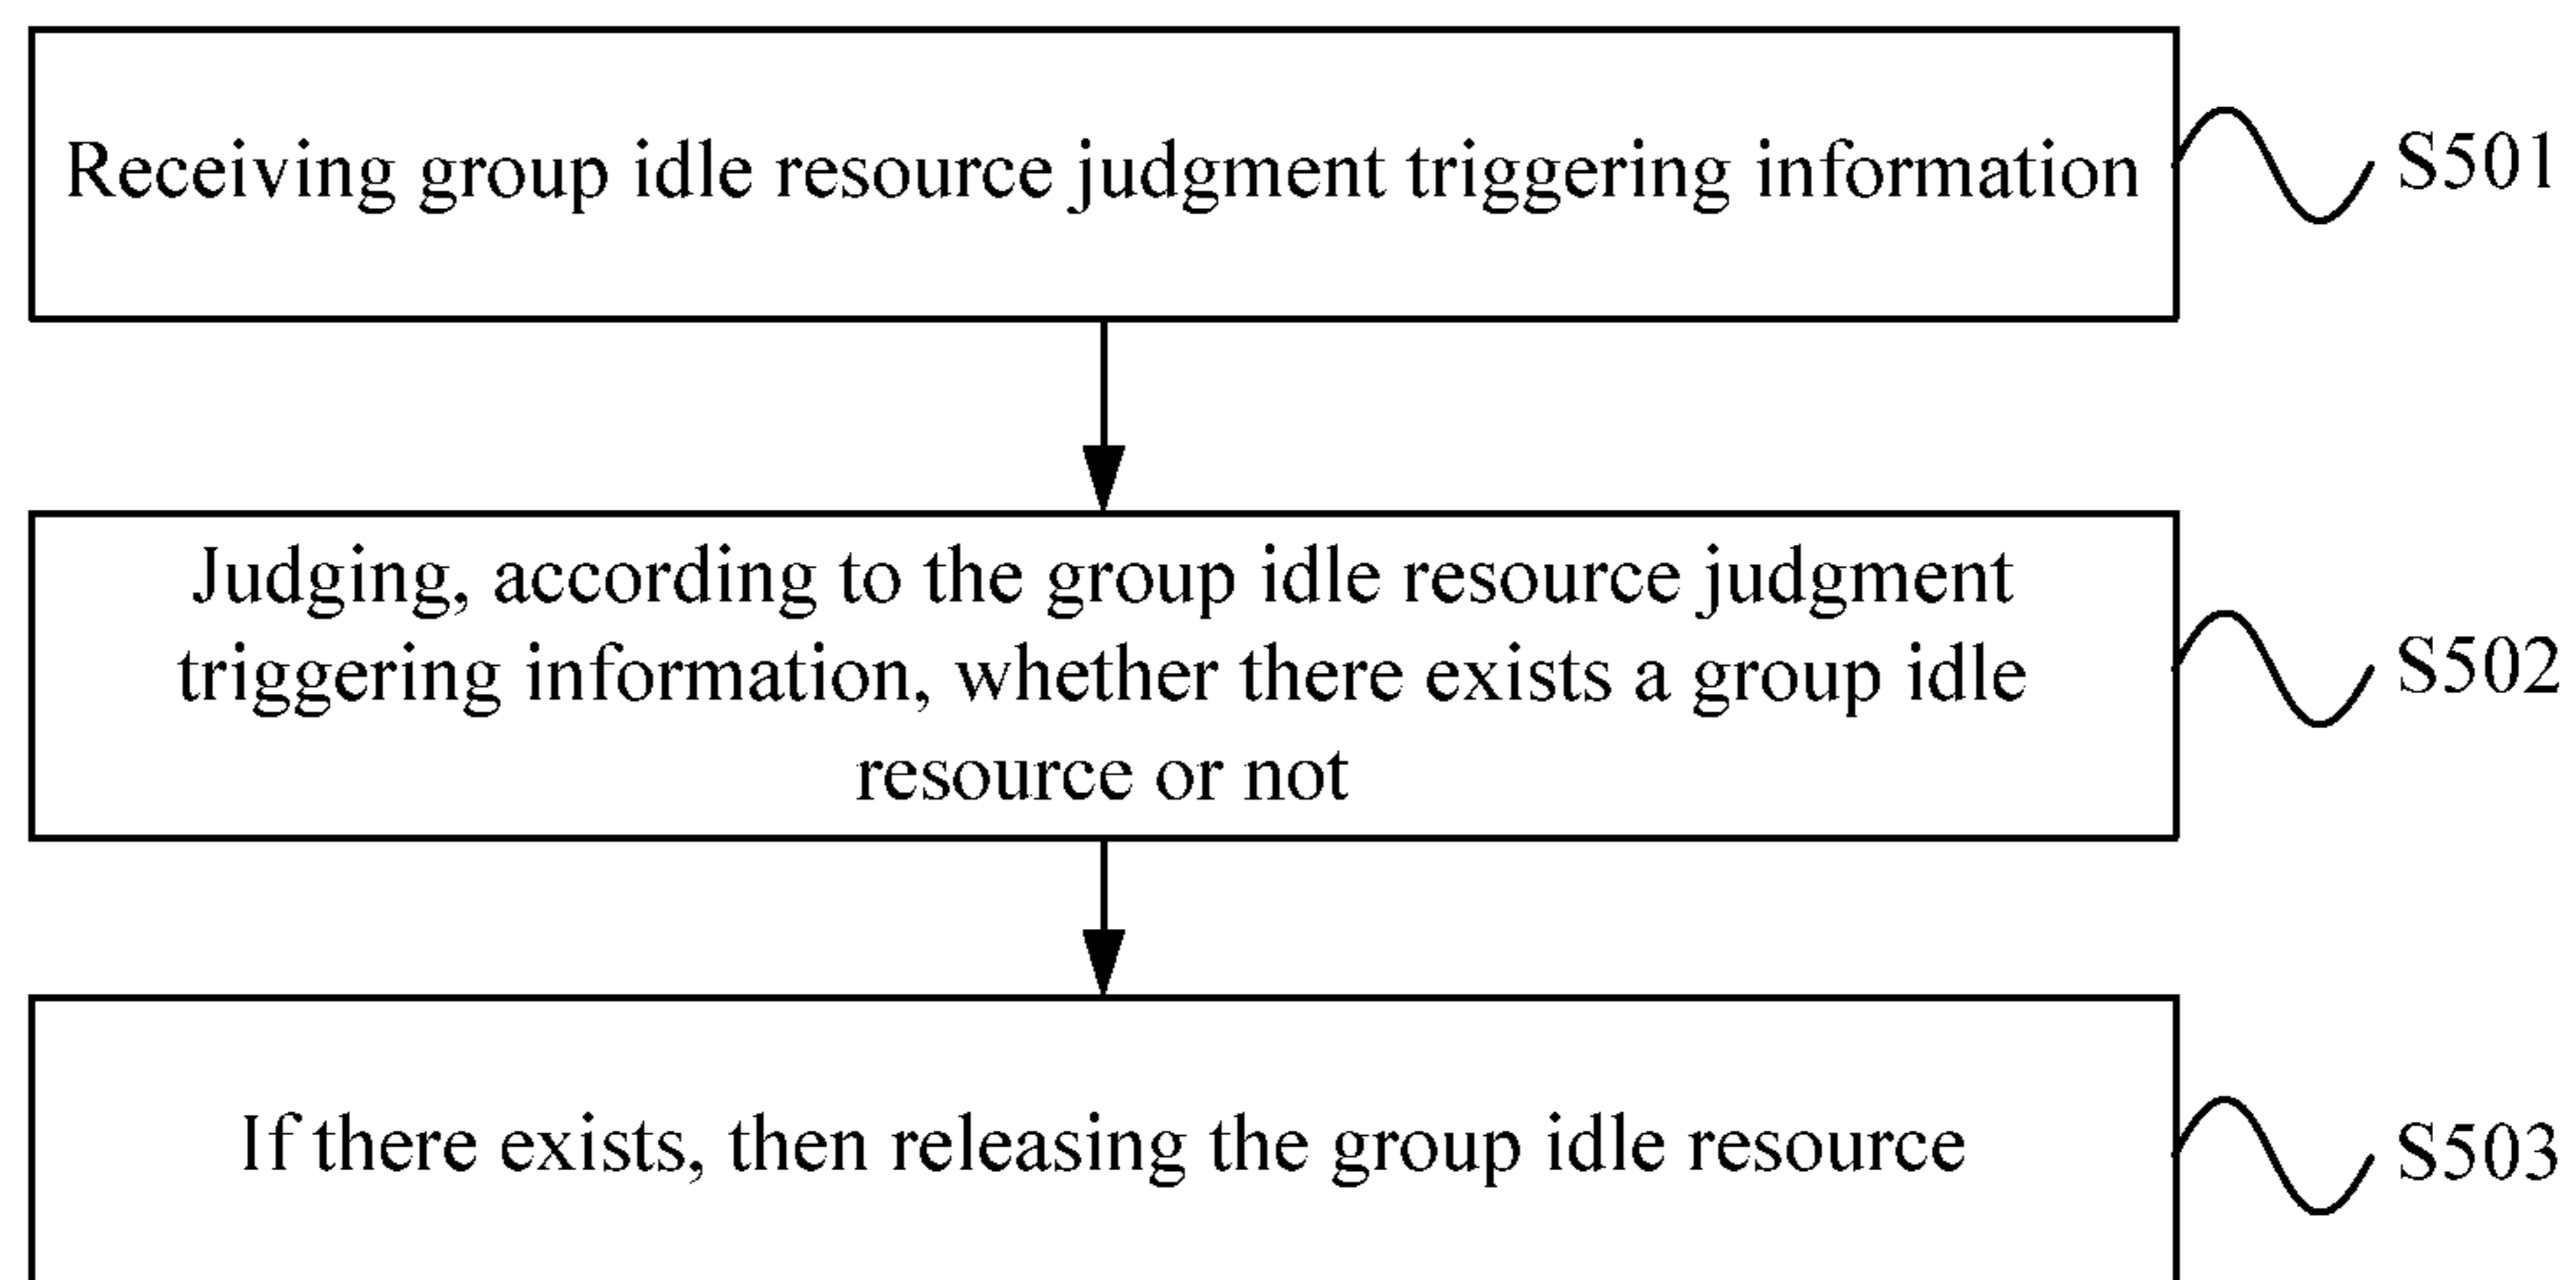 Receiving group idle resource judgment triggering information
S501
Judging, according to the group idle resource judgment
triggering information, whether there exists a group idle
resource or not
S502
If there exists, then releasing the group idle resource
S503